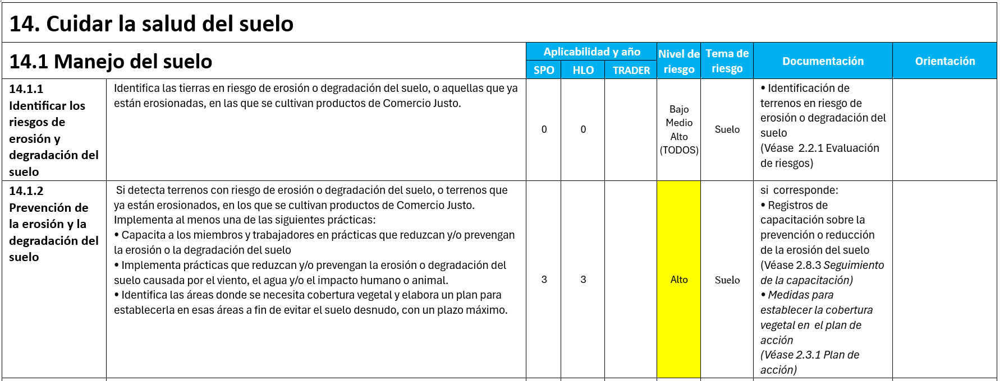 14. Cuidar la salud del suelo
14.1 Manejo del suelo
Aplicabilidad y año
SPO
HLO
TRADER
Nivel de
riesgo
Tema de
riesgo
Documentación
Orientación
14.1.1
Identificar los
riesgos de
erosión y
degradación del
suelo
Identifica las tierras en riesgo de erosión o degradación del suelo, o aquellas que ya
están erosionadas, en las que se cultivan productos de Comercio Justo.
0
0
Bajo
Medio
Alto
(TODOS)
Suelo
• Identificación de
terrenos en riesgo de
erosión o degradación del
suelo
(Véase 2.2.1 Evaluación
de riesgos)
14.1.2
Prevención de
la erosión y la
degradación del
suelo
Si detecta terrenos con riesgo de erosión o degradación del suelo, o terrenos que
ya están erosionados, en los que se cultivan productos de Comercio Justo.
Implementa al menos una de las siguientes prácticas:
• Capacita a los miembros y trabajadores en prácticas que reduzcan y/o prevengan
la erosión o la degradación del suelo
• Implementa prácticas que reduzcan y/o prevengan la erosión o degradación del
suelo causada por el viento, el agua y/o el impacto humano o animal.
• Identifica las áreas donde se necesita cobertura vegetal y elabora un plan para
establecerla en esas áreas a fin de evitar el suelo desnudo, con un plazo máximo.
3
3
Alto
Suelo
si corresponde:
• Registros de
capacitación sobre la
prevención o reducción
de la erosión del suelo
(Véase 2.8.3 Seguimiento
de la capacitación)
• Medidas para
establecer la cobertura
vegetal en el plan de
acción
(Véase 2.3.1 Plan de
acción)